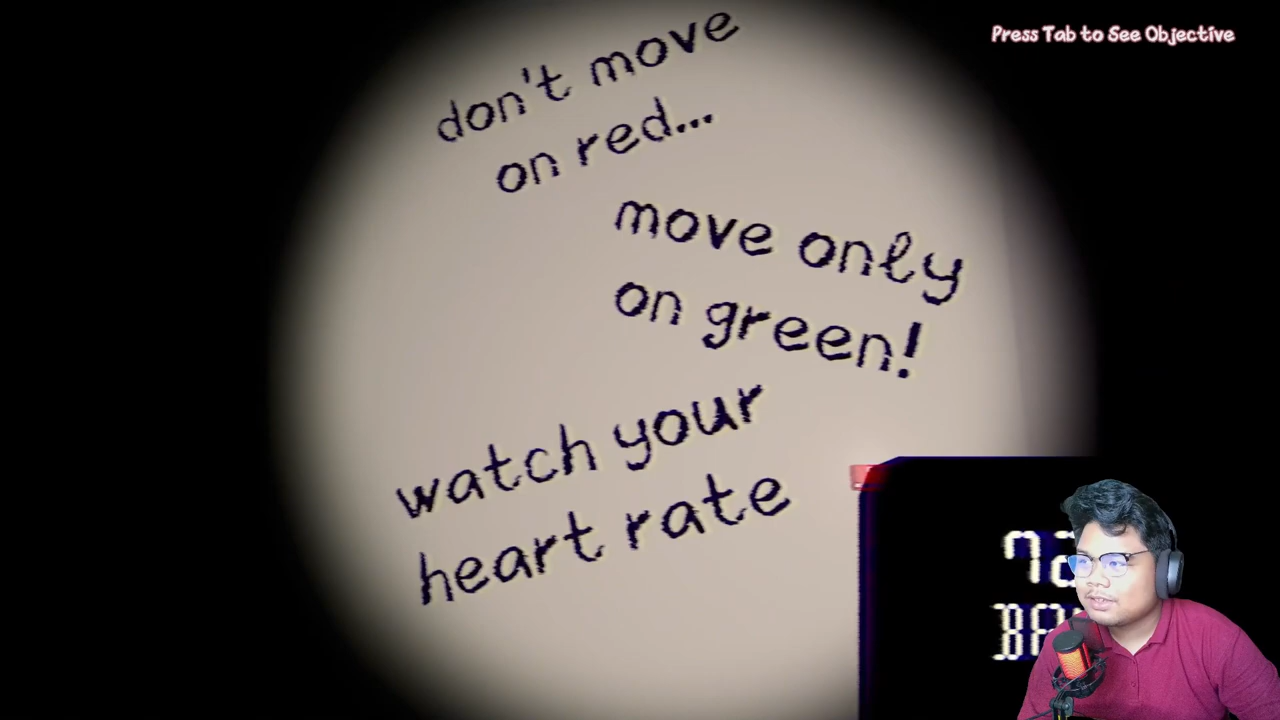 Press Tab to See Objective
don't move
on red...
move only
on green!
watch your
heart rate